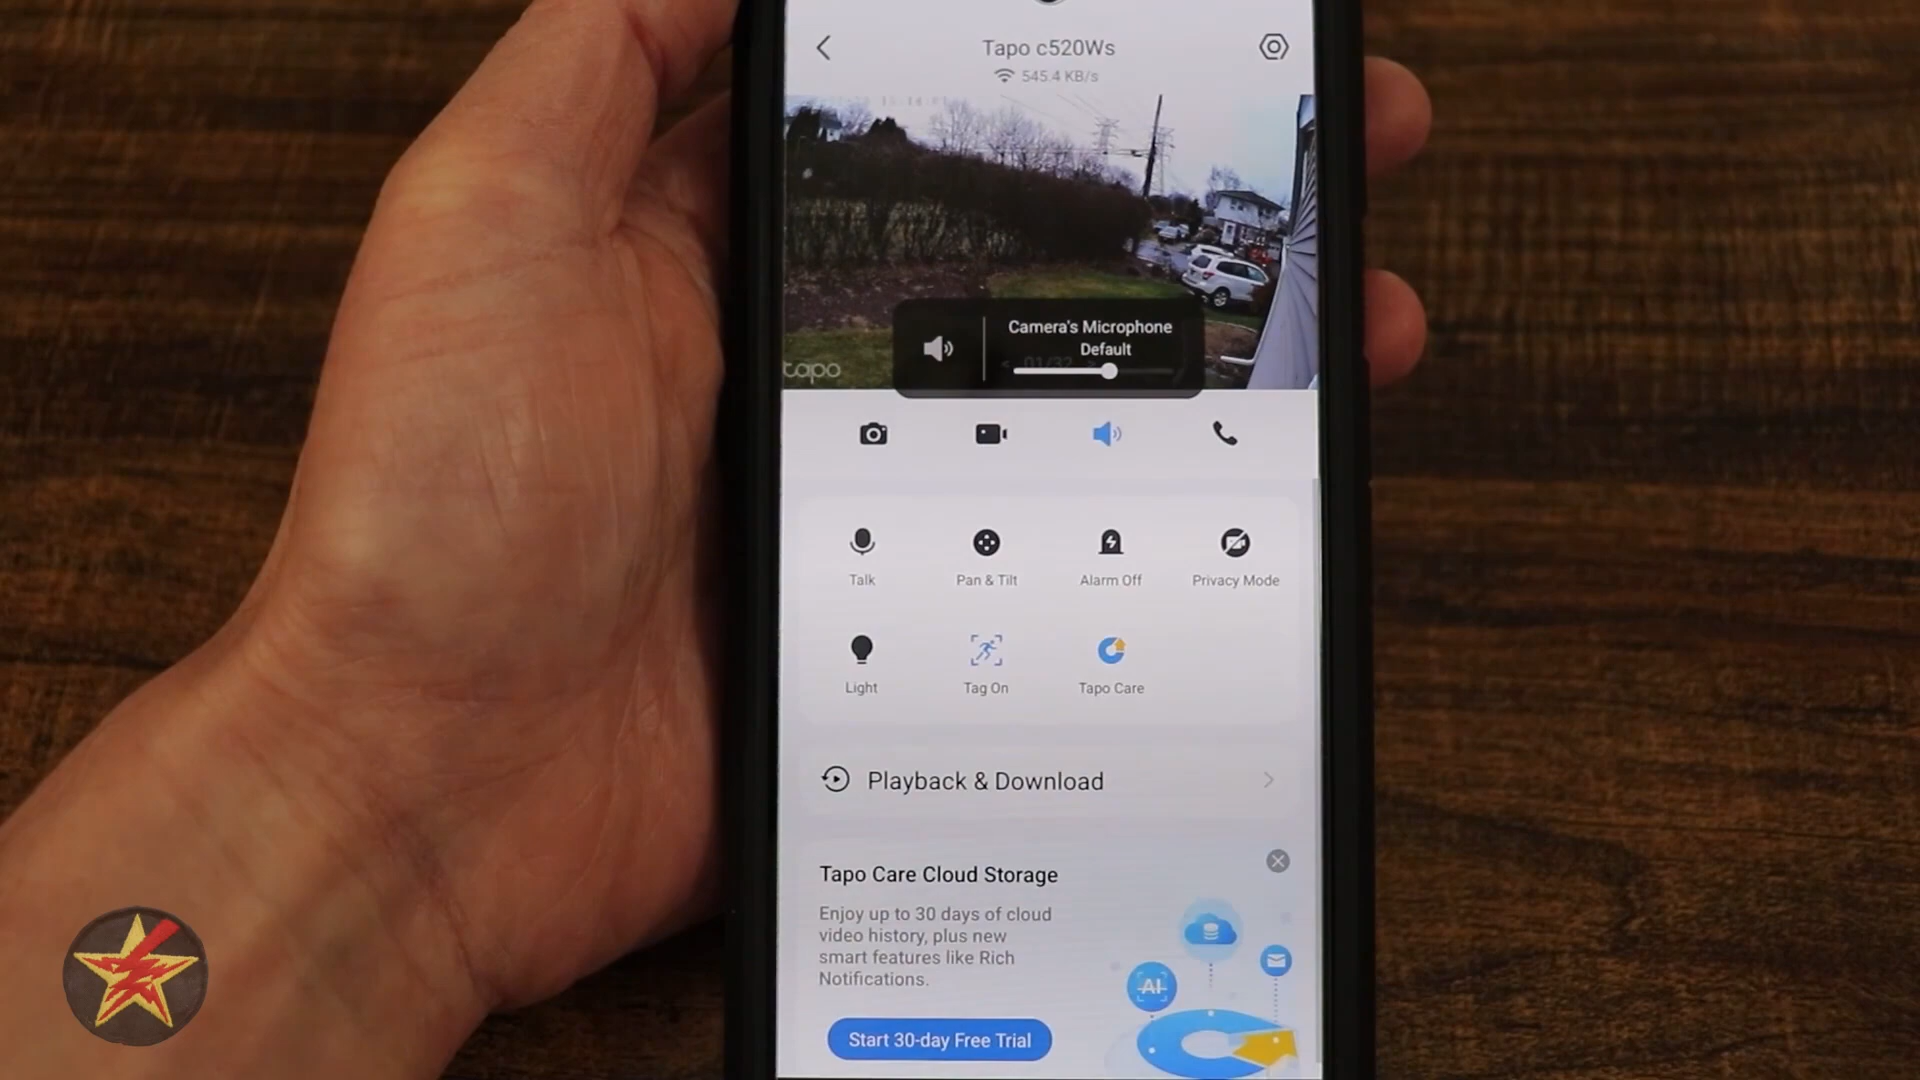 Tapo c520Ws
545.4 KB/s
Camera's Microphone
Default
tapo
Talk
Pan & Tilt
Alarm Off
Privacy Mode
Light
Tag On
Tapo Care
Playback & Download
Tapo Care Cloud Storage
Enjoy up to 30 days of cloud
video history, plus new
smart features like Rich
Notifications.
AI
Start 30-day Free Trial